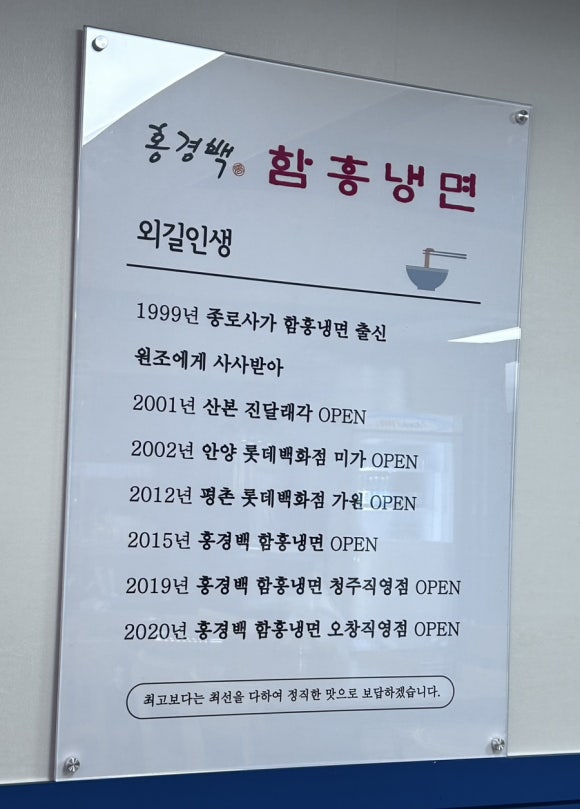 홍경백 함흥냉면
외길인생
1999년 종로사가 함흥냉면 출신
원조에게 사사받아
2001년 산본 진달래각 OPEN
2002년 안양 롯데백화점 미가 OPEN
2012년 평촌 롯데백화점 가원 OPEN
2015년 홍경백 함흥냉면 OPEN
2019년 홍경백 함흥냉면 청주직영점 OPEN
2020년 홍경백 함흥냉면 오창직영점 OPEN
최고보다는 최선을 다하여 정직한 맛으로 보답하겠습니다.